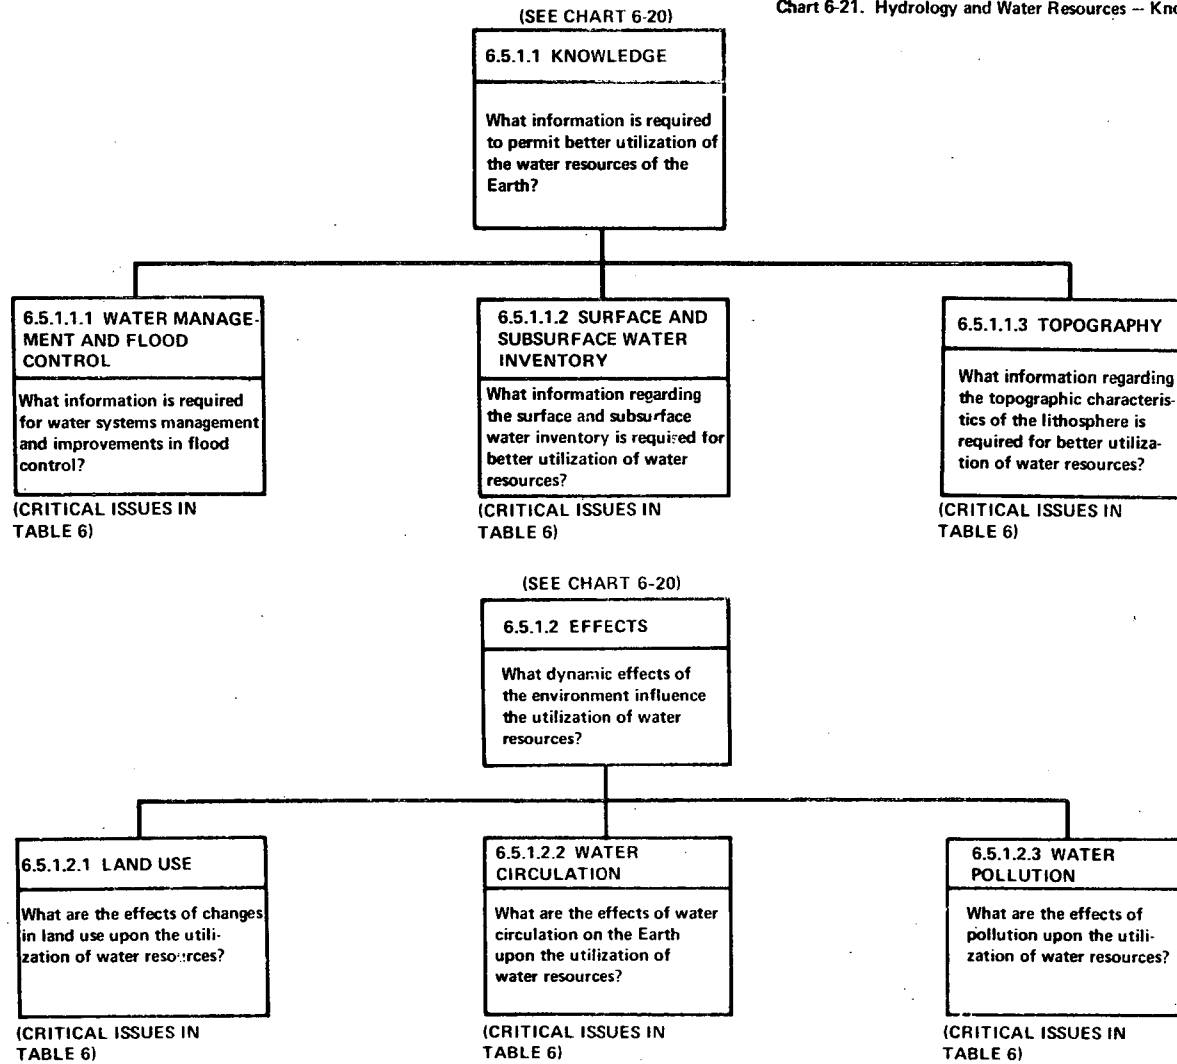 Chart 6-21. Hydrology and Water Resources -- Kno
(SEE CHART 6-20)
6.5.1.1 KNOWLEDGE
What information is required
to permit better utilization of
the water resources of the
Earth?
6.5.1.1.1 WATER MANAGE-
MENT AND FLOOD
CONTROL
What information is required
for water systems management
and improvements in flood
control?
(CRITICAL ISSUES IN
TABLE 6)
6.5.1.1.2 SURFACE AND
SUBSURFACE WATER
INVENTORY
What information regarding
the surface and subsurface
water inventory is required for
better utilization of water
resources?
(CRITICAL ISSUES IN
TABLE 6)
6.5.1.1.3 TOPOGRAPHY
What information regarding
the topographic characteris-
tics of the lithosphere is
required for better utiliza-
tion of water resources?
(CRITICAL ISSUES IN
TABLE 6)
(SEE CHART 6-20)
6.5.1.2 EFFECTS
What dynamic effects of
the environment influence
the utilization of water
resources?
6.5.1.2.1 LAND USE
What are the effects of changes
in land use upon the utili-
zation of water resources?
(CRITICAL ISSUES IN
TABLE 6)
6.5.1.2.2 WATER
CIRCULATION
What are the effects of water
circulation on the Earth
upon the utilization of
water resources?
(CRITICAL ISSUES IN
TABLE 6)
6.5.1.2.3 WATER
POLLUTION
What are the effects of
pollution upon the utili-
zation of water resources?
(CRITICAL ISSUES IN
TABLE 6)